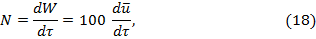 N = dW/dτ = 100 dū/dτ, (18)